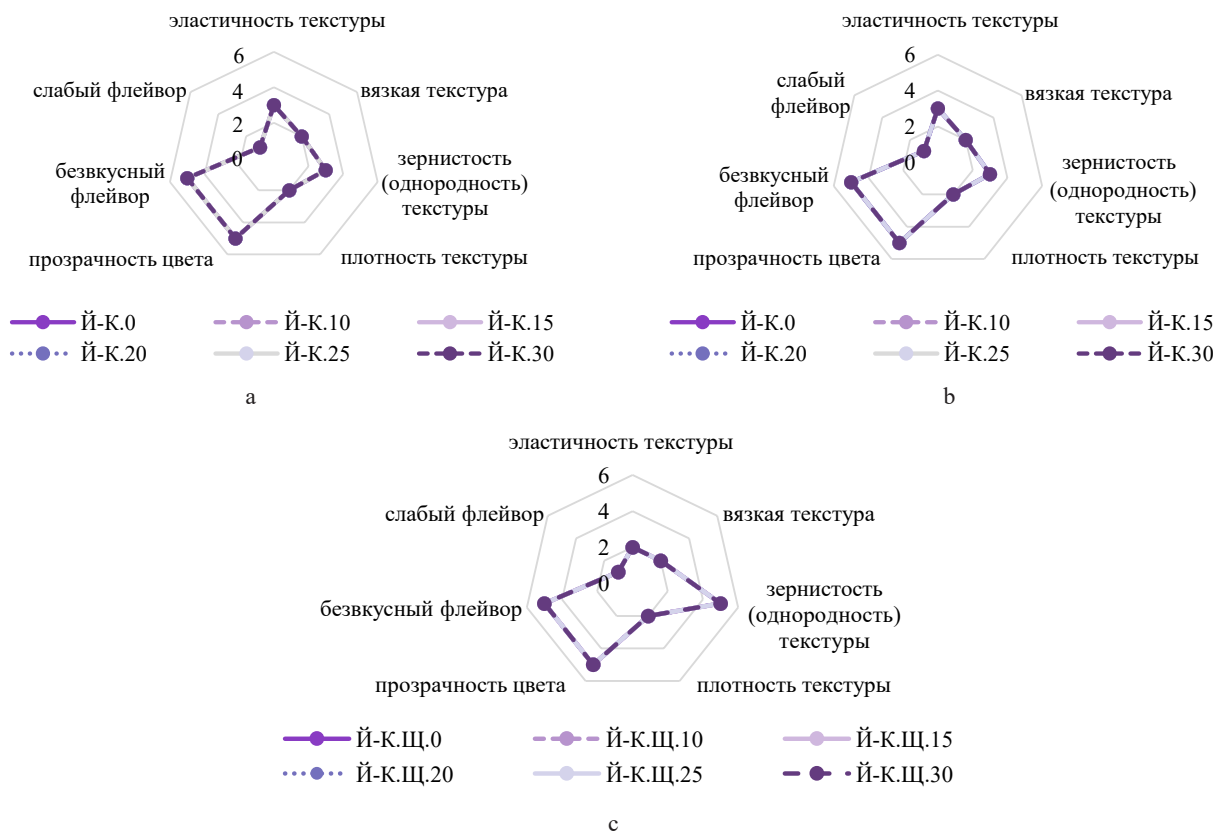 эластичность текстуры
6
4
2
0
слабый флейвор
вязкая текстура
безвкусный
флейвор
зернистость
(однородность)
текстуры
прозрачность цвета
плотность текстуры
Й-К.0
Й-К.10
Й-К.15
Й-К.20
Й-К.25
Й-К.30
a
эластичность текстуры
6
4
2
0
слабый
флейвор
вязкая текстура
безвкусный
флейвор
зернистость
(однородность)
текстуры
прозрачность цвета
плотность текстуры
Й-К.0
Й-К.10
Й-К.15
Й-К.20
Й-К.25
Й-К.30
b
эластичность текстуры
6
4
2
0
слабый флейвор
вязкая текстура
безвкусный флейвор
зернистость
(однородность)
текстуры
прозрачность цвета
плотность текстуры
Й-К.Щ.0
Й-К.Щ.10
Й-К.Щ.15
Й-К.Щ.20
Й-К.Щ.25
Й-К.Щ.30
c